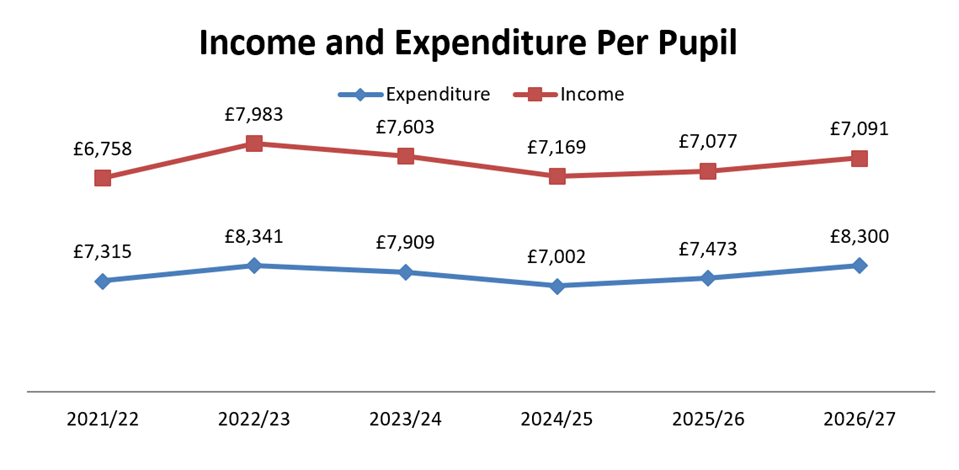 Income and Expenditure Per Pupil
Expenditure Income
£6,758 £7,983 £7,603 £7,169 £7,077 £7,091
£7,315 £8,341 £7,909 £7,002 £7,473 £8,300
2021/22 2022/23 2023/24 2024/25 2025/26 2026/27